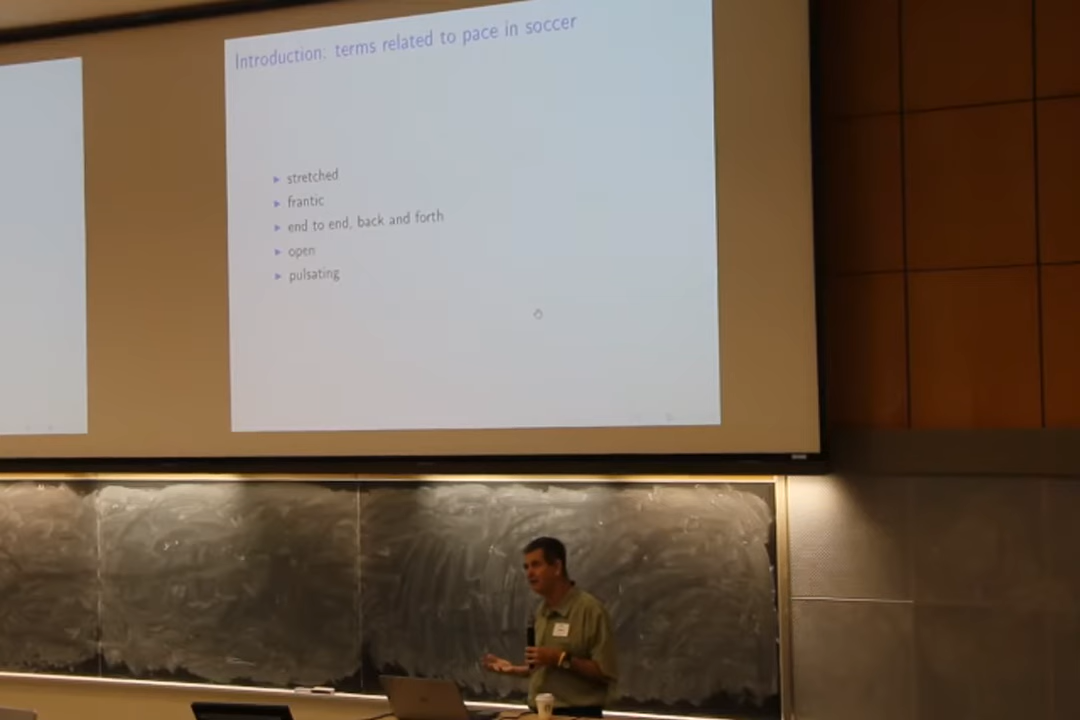 Introduction: terms related to pace in soccer
stretched
frantic
end to end, back and forth
open
pulsating